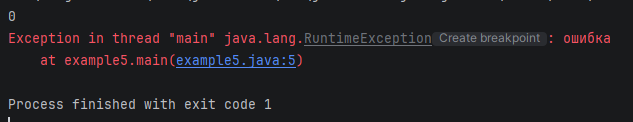 0
Exception in thread "main" java.lang.RuntimeException Create breakpoint : ошибка
at example5.main(example5.java:5)
Process finished with exit code 1